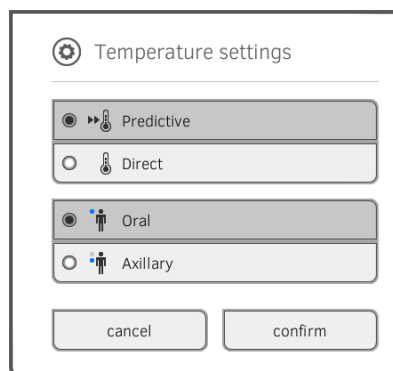 Temperature settings
Predictive
Direct
Oral
Axillary
cancel confirm